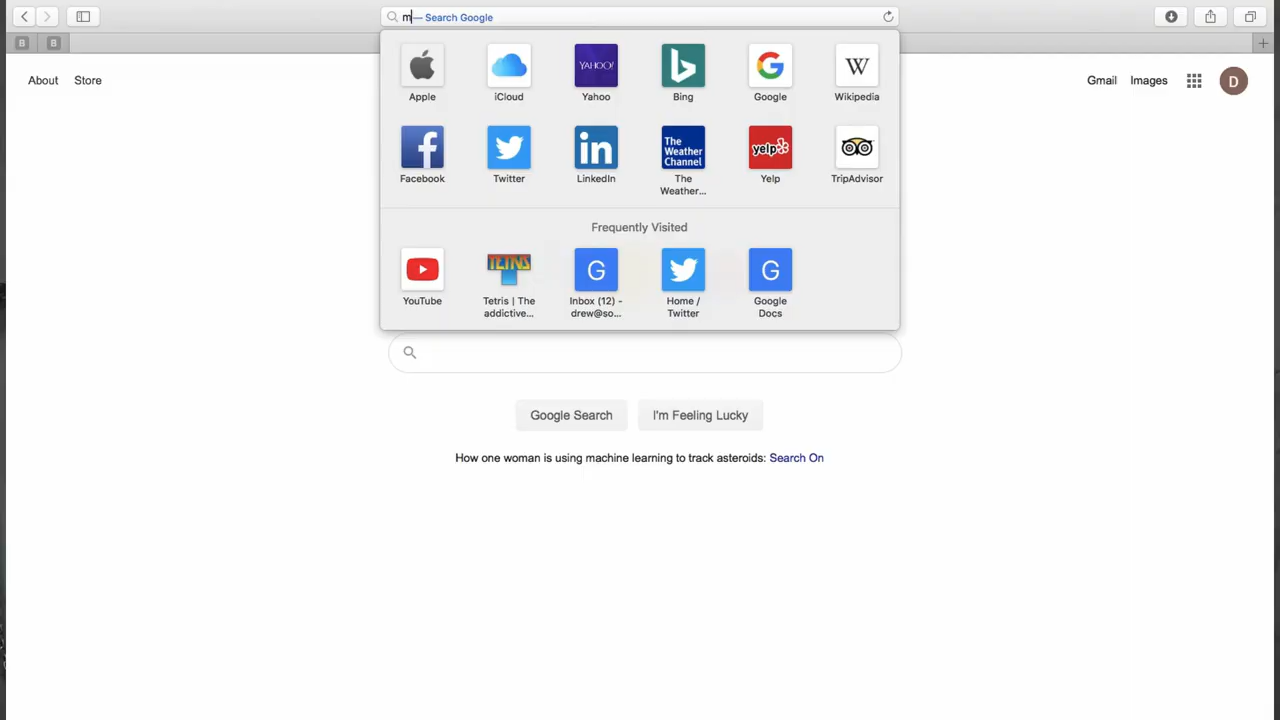 m — Search Google
B B
About Store
Gmail Images D
Apple iCloud YAHOO! Yahoo Bing Google W Wikipedia
Facebook Twitter in LinkedIn The Weather Channel The Weather... yelp Yelp TripAdvisor
Frequently Visited
YouTube TETRIS Tetris | The addictive... G Inbox (12) - drew@so... Home / Twitter G Google Docs
Google Search I'm Feeling Lucky
How one woman is using machine learning to track asteroids: Search On